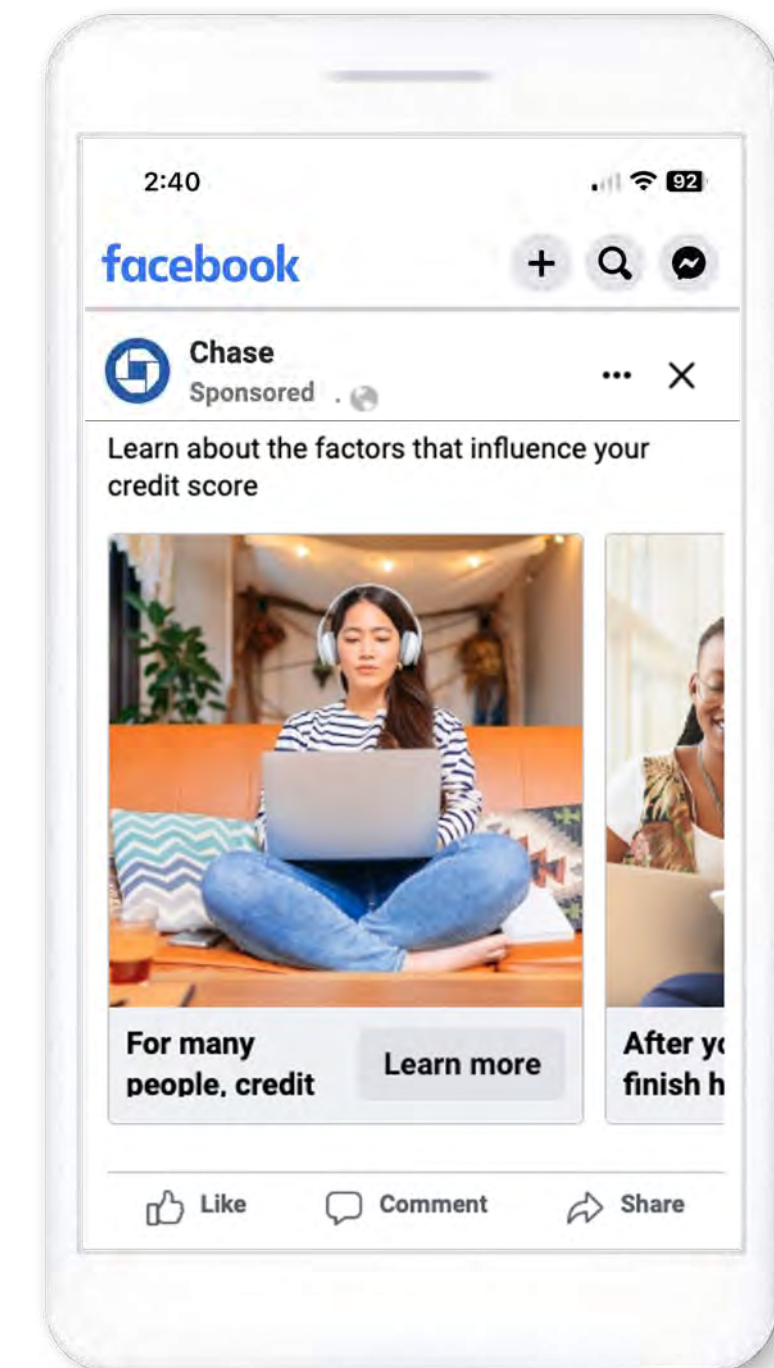 2:40
92
facebook
Chase
Sponsored .
Learn about the factors that influence your
credit score
For many
people, credit
Learn more
After yo
finish h
Like
Comment
Share